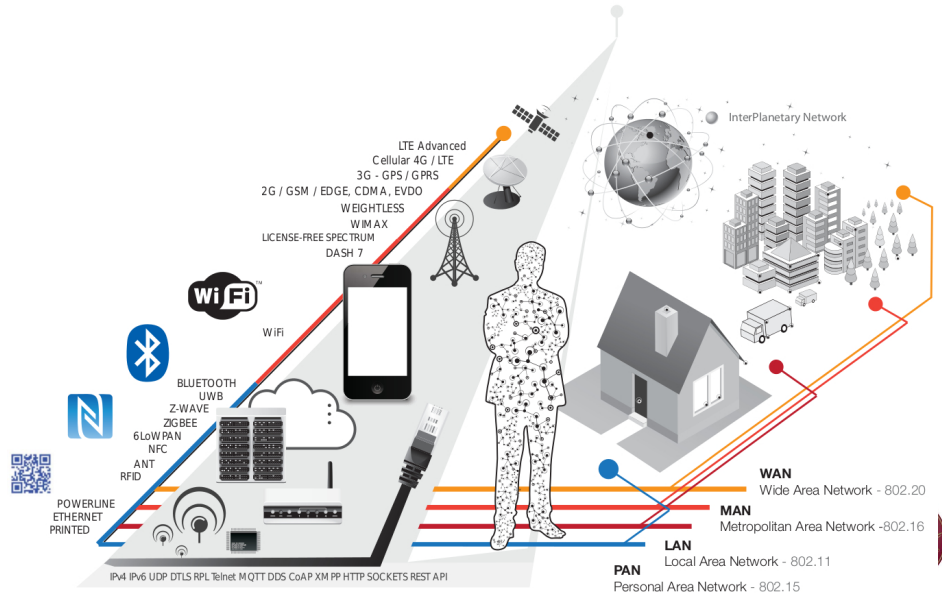 InterPlanetary Network
LTE Advanced
Cellular 4G / LTE
3G - GPS / GPRS
2G / GSM / EDGE, CDMA, EVDO
WEIGHTLESS
WIMAX
LICENSE-FREE SPECTRUM
DASH 7
WiFi™
WiFi
BLUETOOTH
UWB
Z-WAVE
ZIGBEE
6LoWPAN
NFC
ANT
RFID
POWERLINE
ETHERNET
PRINTED
WAN
Wide Area Network - 802.20
MAN
Metropolitan Area Network -802.16
LAN
Local Area Network - 802.11
PAN
Personal Area Network - 802.15
IPv4 IPv6 UDP DTLS RPL Telnet MQTT DDS CoAP XMPP HTTP SOCKETS REST API